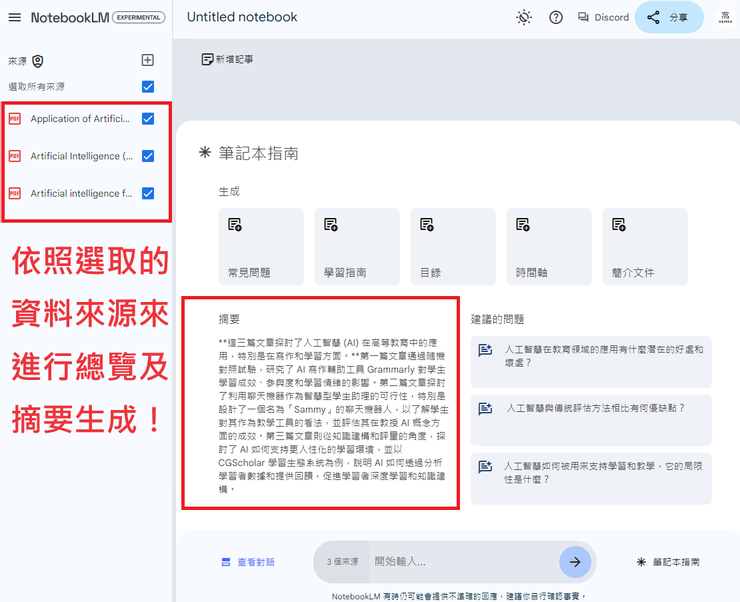 NotebookLM EXPERIMENTAL
Untitled notebook
Discord
分享
來源
選取所有來源
Application of Artifici...
Artificial Intelligence (...
Artificial intelligence f...
依照選取的
資料來源來
進行總覽及
摘要生成！
新增記事
筆記本指南
生成
常見問題
學習指南
目錄
時間軸
簡介文件
摘要
**這三篇文章探討了人工智慧 (AI) 在高等教育中的應
用，特別是在寫作和學習方面。**第一篇文章通過隨機
對照試驗，研究了 AI 寫作輔助工具 Grammarly 對學生
學習成效、參與度和學習情緒的影響。第二篇文章探討
了利用聊天機器人作為智慧型學生助理的可行性，特別是
設計了一個名為「Sammy」的聊天機器人，以了解學生
對其作為教學工具的看法，並評估其在教授 AI 概念方
面的成效。第三篇文章則從知識建構和評量的角度，探
討了 AI 如何支持更人性化的學習環境，並以
CGScholar 學習生態系統為例，說明 AI 如何透過分析
學習者數據和提供回饋，促進學習者深度學習和知識建
構。
建議的問題
人工智慧在教育領域的應用有什麼潛在的好處和
壞處？
人工智慧與傳統評估方法相比有何優缺點？
人工智慧如何被用來支持學習和教學，它的局限
性是什麼？
查看對話
3 個來源
開始輸入...
筆記本指南
NotebookLM 有時仍可能會提供不準確的回應，建議你自行確認事實。